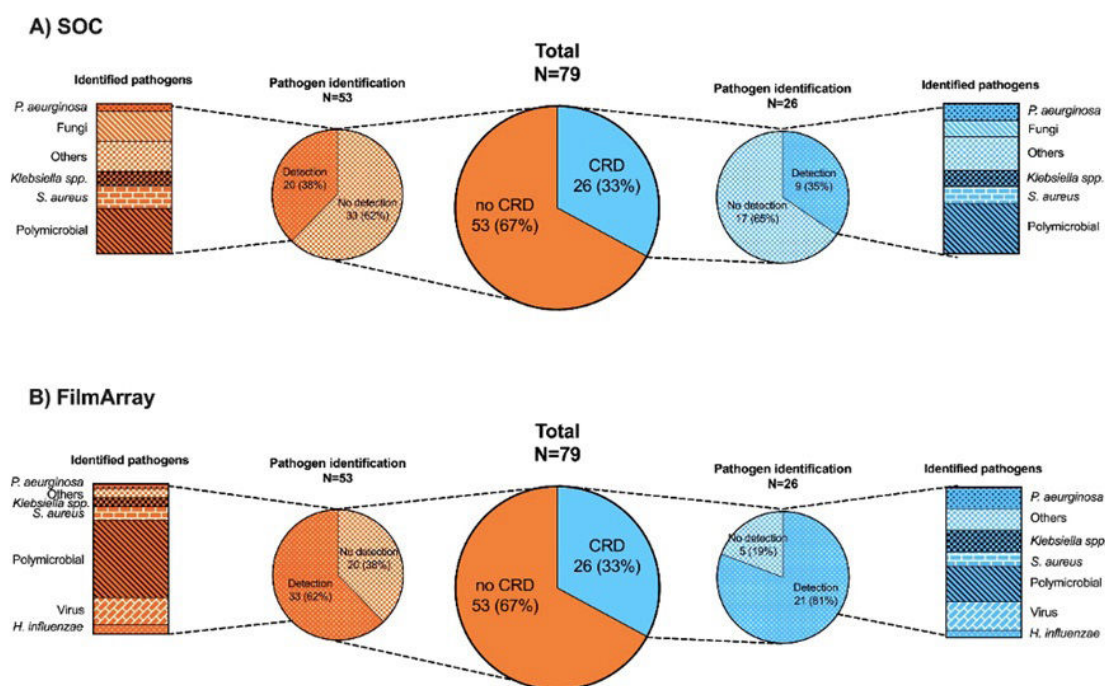 A) SOC
Total
N=79
Identified pathogens
Pathogen identification
N=53
Pathogen identification
N=26
Identified pathogens
P. aeurginosa
Fungi
Others
Klebsiella spp.
S. aureus
Polymicrobial
Detection
20 (38%)
No detection
33 (62%)
no CRD
53 (67%)
CRD
26 (33%)
Detection
9 (35%)
No detection
17 (65%)
P. aeurginosa
Fungi
Others
Klebsiella spp.
S. aureus
Polymicrobial
B) FilmArray
Total
N=79
Identified pathogens
Pathogen identification
N=53
Pathogen identification
N=26
Identified pathogens
P. aeurginosa
Others
Klebsiella spp.
S. aureus
Polymicrobial
Virus
H. influenzae
No detection
20 (38%)
Detection
33 (62%)
no CRD
53 (67%)
CRD
26 (33%)
No detection
5 (19%)
Detection
21 (81%)
P. aeurginosa
Others
Klebsiella spp
S. aureus
Polymicrobial
Virus
H. influenzae